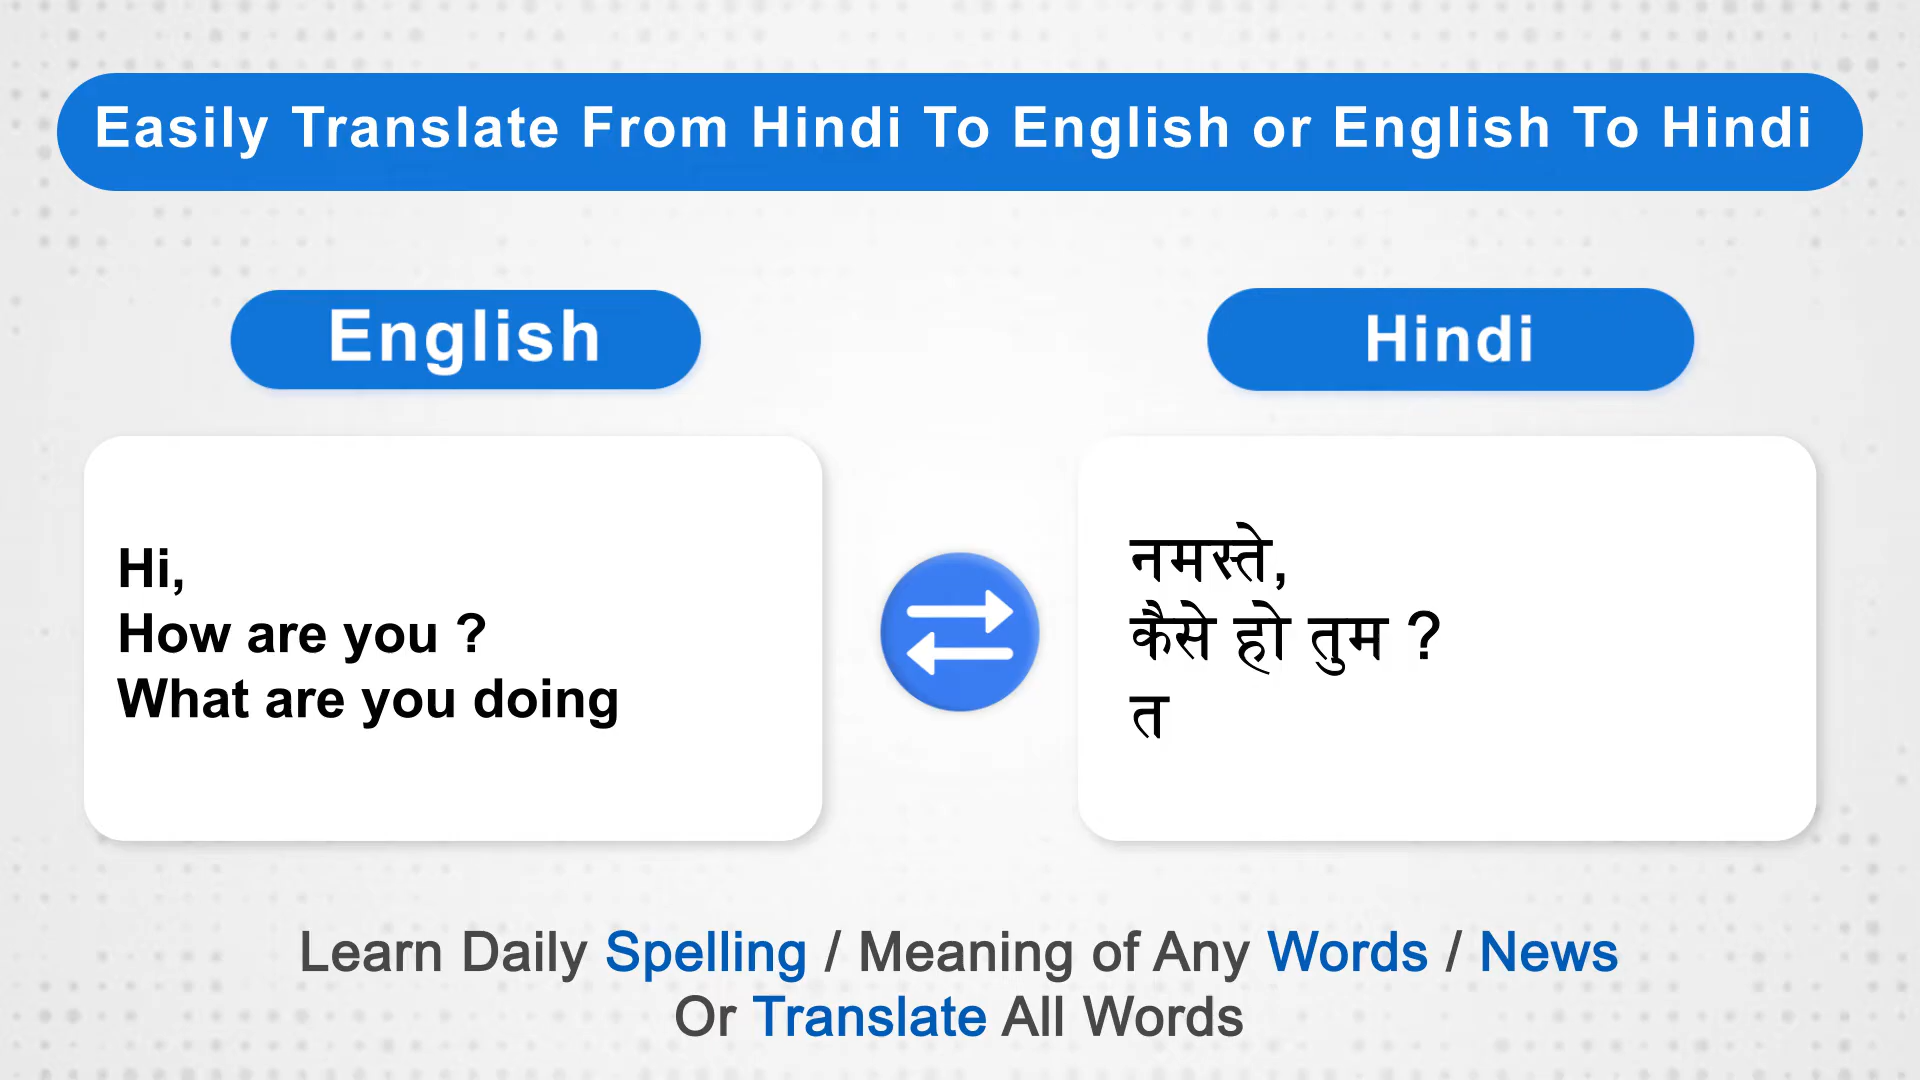 Easily Translate From Hindi To English or English To Hindi
English
Hindi
Hi,
How are you ?
What are you doing
नमस्ते,
कैसे हो तुम ?
त
Learn Daily Spelling / Meaning of Any Words / News
Or Translate All Words